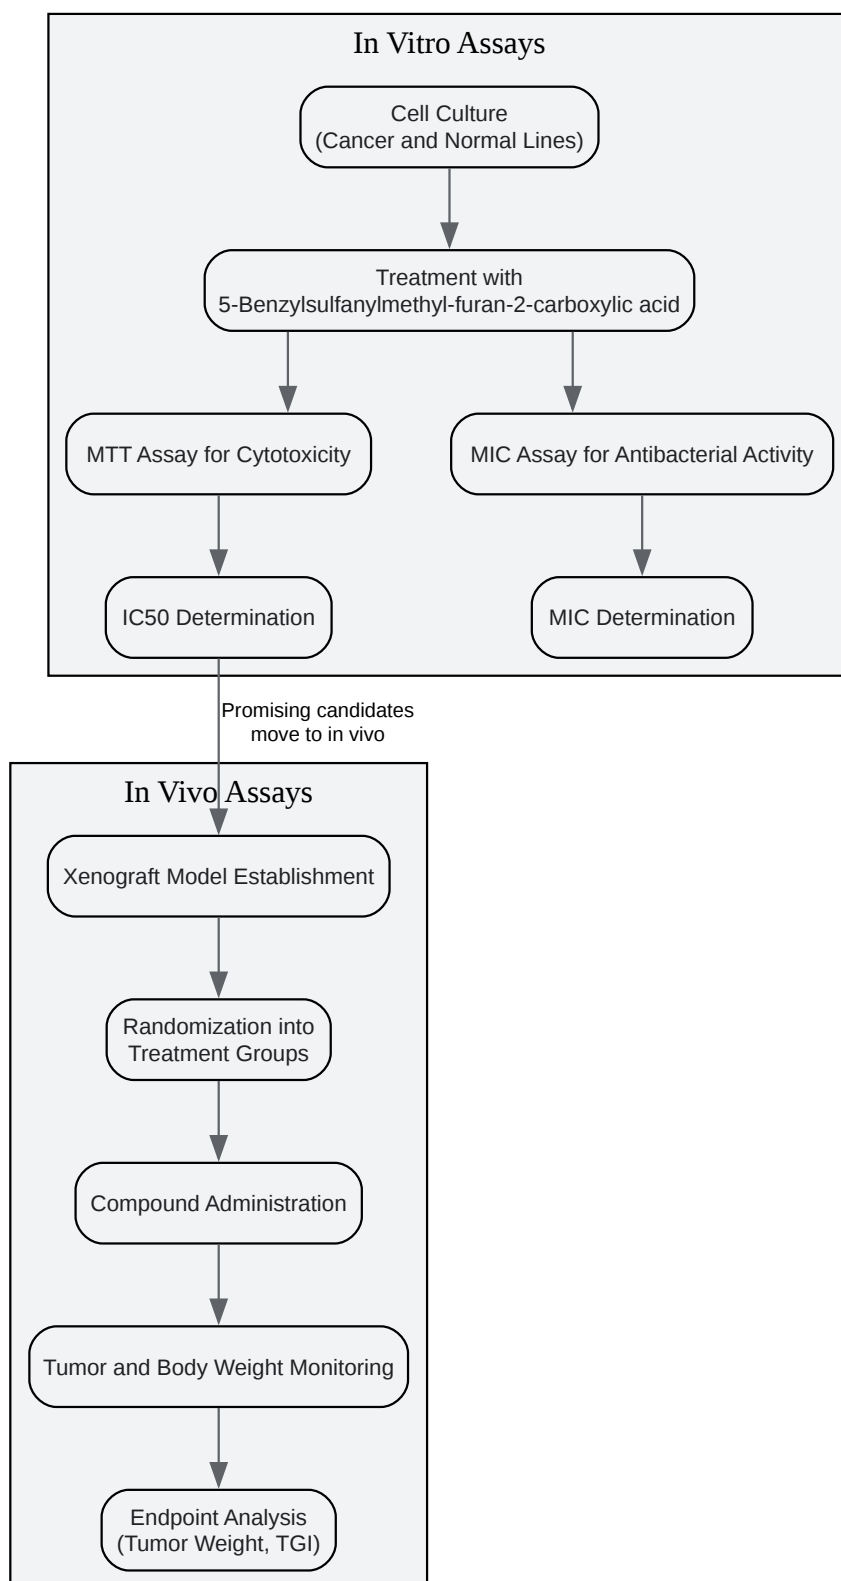 In Vitro Assays
Cell Culture
(Cancer and Normal Lines)
Treatment with
5-Benzylsulfanylmethyl-furan-2-carboxylic acid
MTT Assay for Cytotoxicity
MIC Assay for Antibacterial Activity
IC50 Determination
MIC Determination
Promising candidates
move to in vivo
In Vivo Assays
Xenograft Model Establishment
Randomization into
Treatment Groups
Compound Administration
Tumor and Body Weight Monitoring
Endpoint Analysis
(Tumor Weight, TGI)